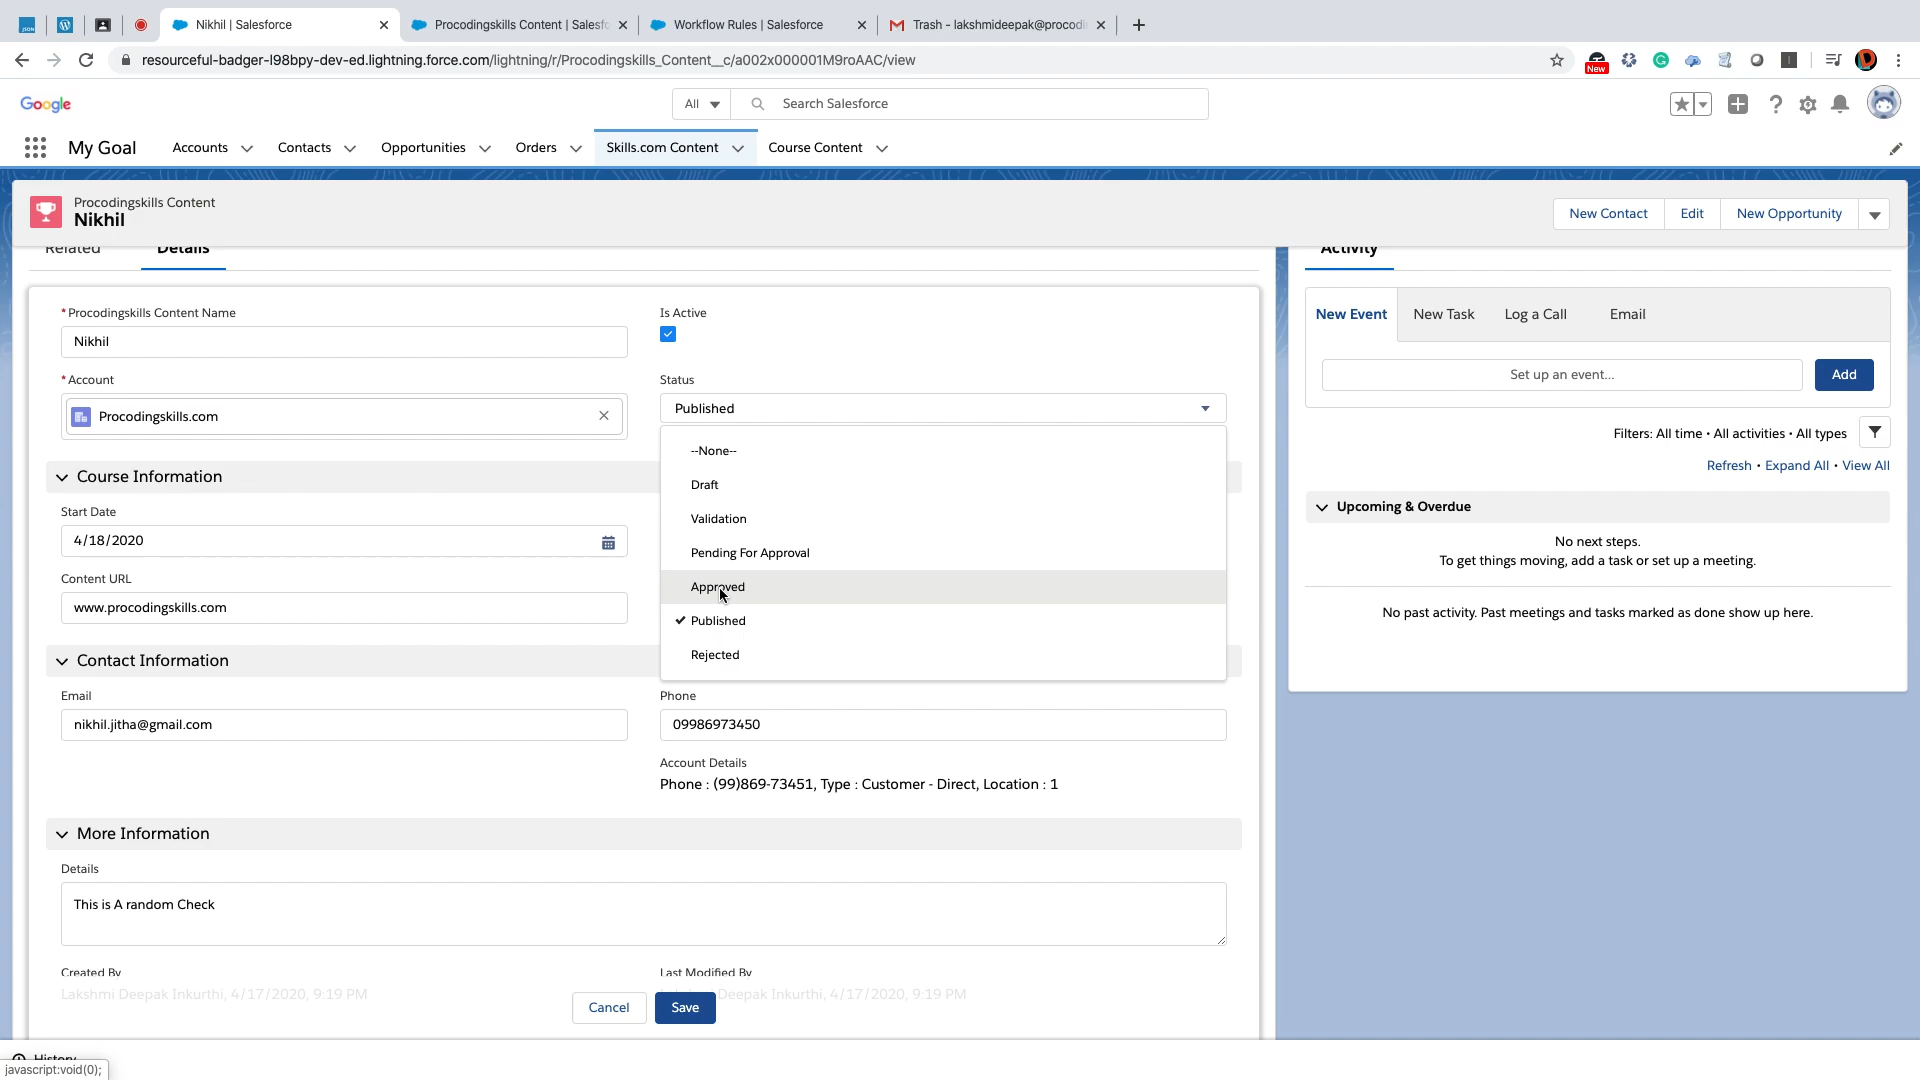 Nikhil | Salesforce
Procodingskills Content | Salesfo
Workflow Rules | Salesforce
Trash - lakshmideepak@procodi
resourceful-badger-l98bpy-dev-ed.lightning.force.com/lightning/r/Procodingskills_Content__c/a002x000001M9roAAC/view
New
Google
All
Search Salesforce
My Goal
Accounts
Contacts
Opportunities
Orders
Skills.com Content
Course Content
Procodingskills Content
Nikhil
New Contact
Edit
New Opportunity
Related
Details
Activity
*Procodingskills Content Name
Nikhil
Is Active
*Account
Procodingskills.com
Status
Published
--None--
Draft
Validation
Pending For Approval
Approved
Published
Rejected
Course Information
Start Date
4/18/2020
Content URL
www.procodingskills.com
Contact Information
Email
nikhil.jitha@gmail.com
Phone
09986973450
Account Details
Phone : (99)869-73451, Type : Customer - Direct, Location : 1
More Information
Details
This is A random Check
Created By
Lakshmi Deepak Inkurthi, 4/17/2020, 9:19 PM
Last Modified By
Deepak Inkurthi, 4/17/2020, 9:19 PM
Cancel
Save
New Event
New Task
Log a Call
Email
Set up an event...
Add
Filters: All time • All activities • All types
Refresh • Expand All • View All
Upcoming & Overdue
No next steps.
To get things moving, add a task or set up a meeting.
No past activity. Past meetings and tasks marked as done show up here.
History
javascript:void(0);